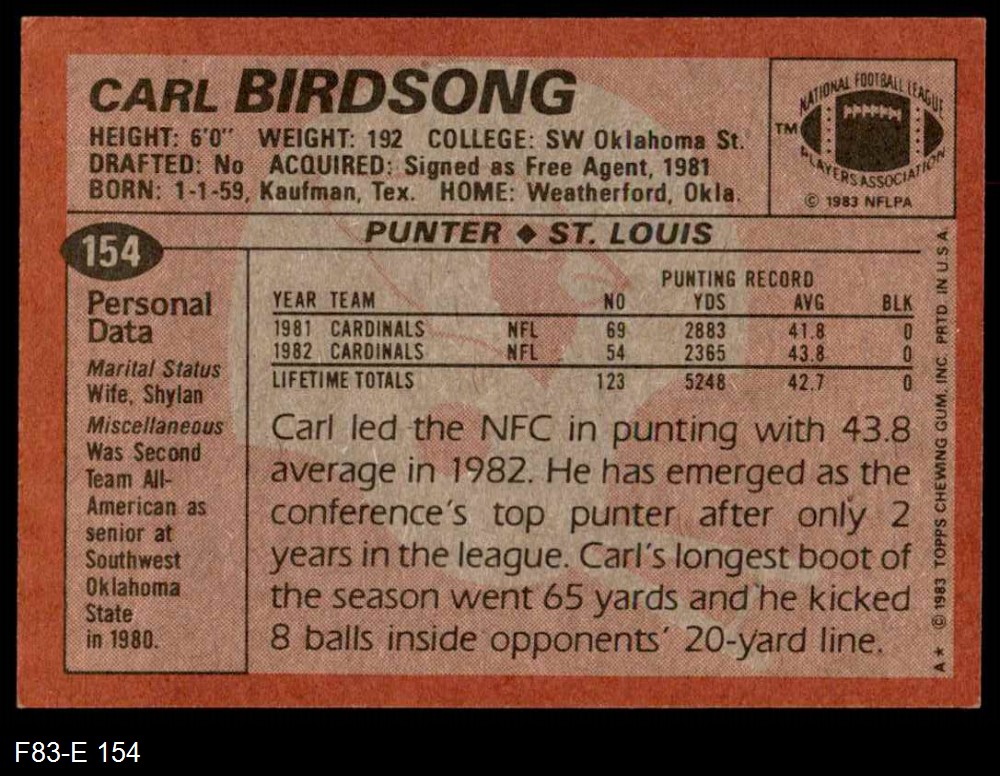 CARL BIRDSONG
HEIGHT: 6'0" WEIGHT: 192 COLLEGE: SW Oklahoma St.
DRAFTED: No ACQUIRED: Signed as Free Agent, 1981
BORN: 1-1-59, Kaufman, Tex. HOME: Weatherford, Okla.
NATIONAL FOOTBALL LEAGUE
TM
NFLPA
PLAYERS ASSOCIATION
© 1983 NFLPA
154
PUNTER ◆ ST. LOUIS
Personal
Data
Marital Status
Wife, Shylan
Miscellaneous
Was Second
Team All-
American as
senior at
Southwest
Oklahoma
State
in 1980.
PUNTING RECORD
YEAR TEAM NO YDS AVG BLK
1981 CARDINALS NFL 69 2883 41.8 0
1982 CARDINALS NFL 54 2365 43.8 0
LIFETIME TOTALS 123 5248 42.7 0
Carl led the NFC in punting with 43.8
average in 1982. He has emerged as the
conference's top punter after only 2
years in the league. Carl's longest boot of
the season went 65 yards and he kicked
8 balls inside opponents' 20-yard line.
A* © 1983 TOPPS CHEWING GUM, INC. PRTD. IN U.S.A.
F83-E 154